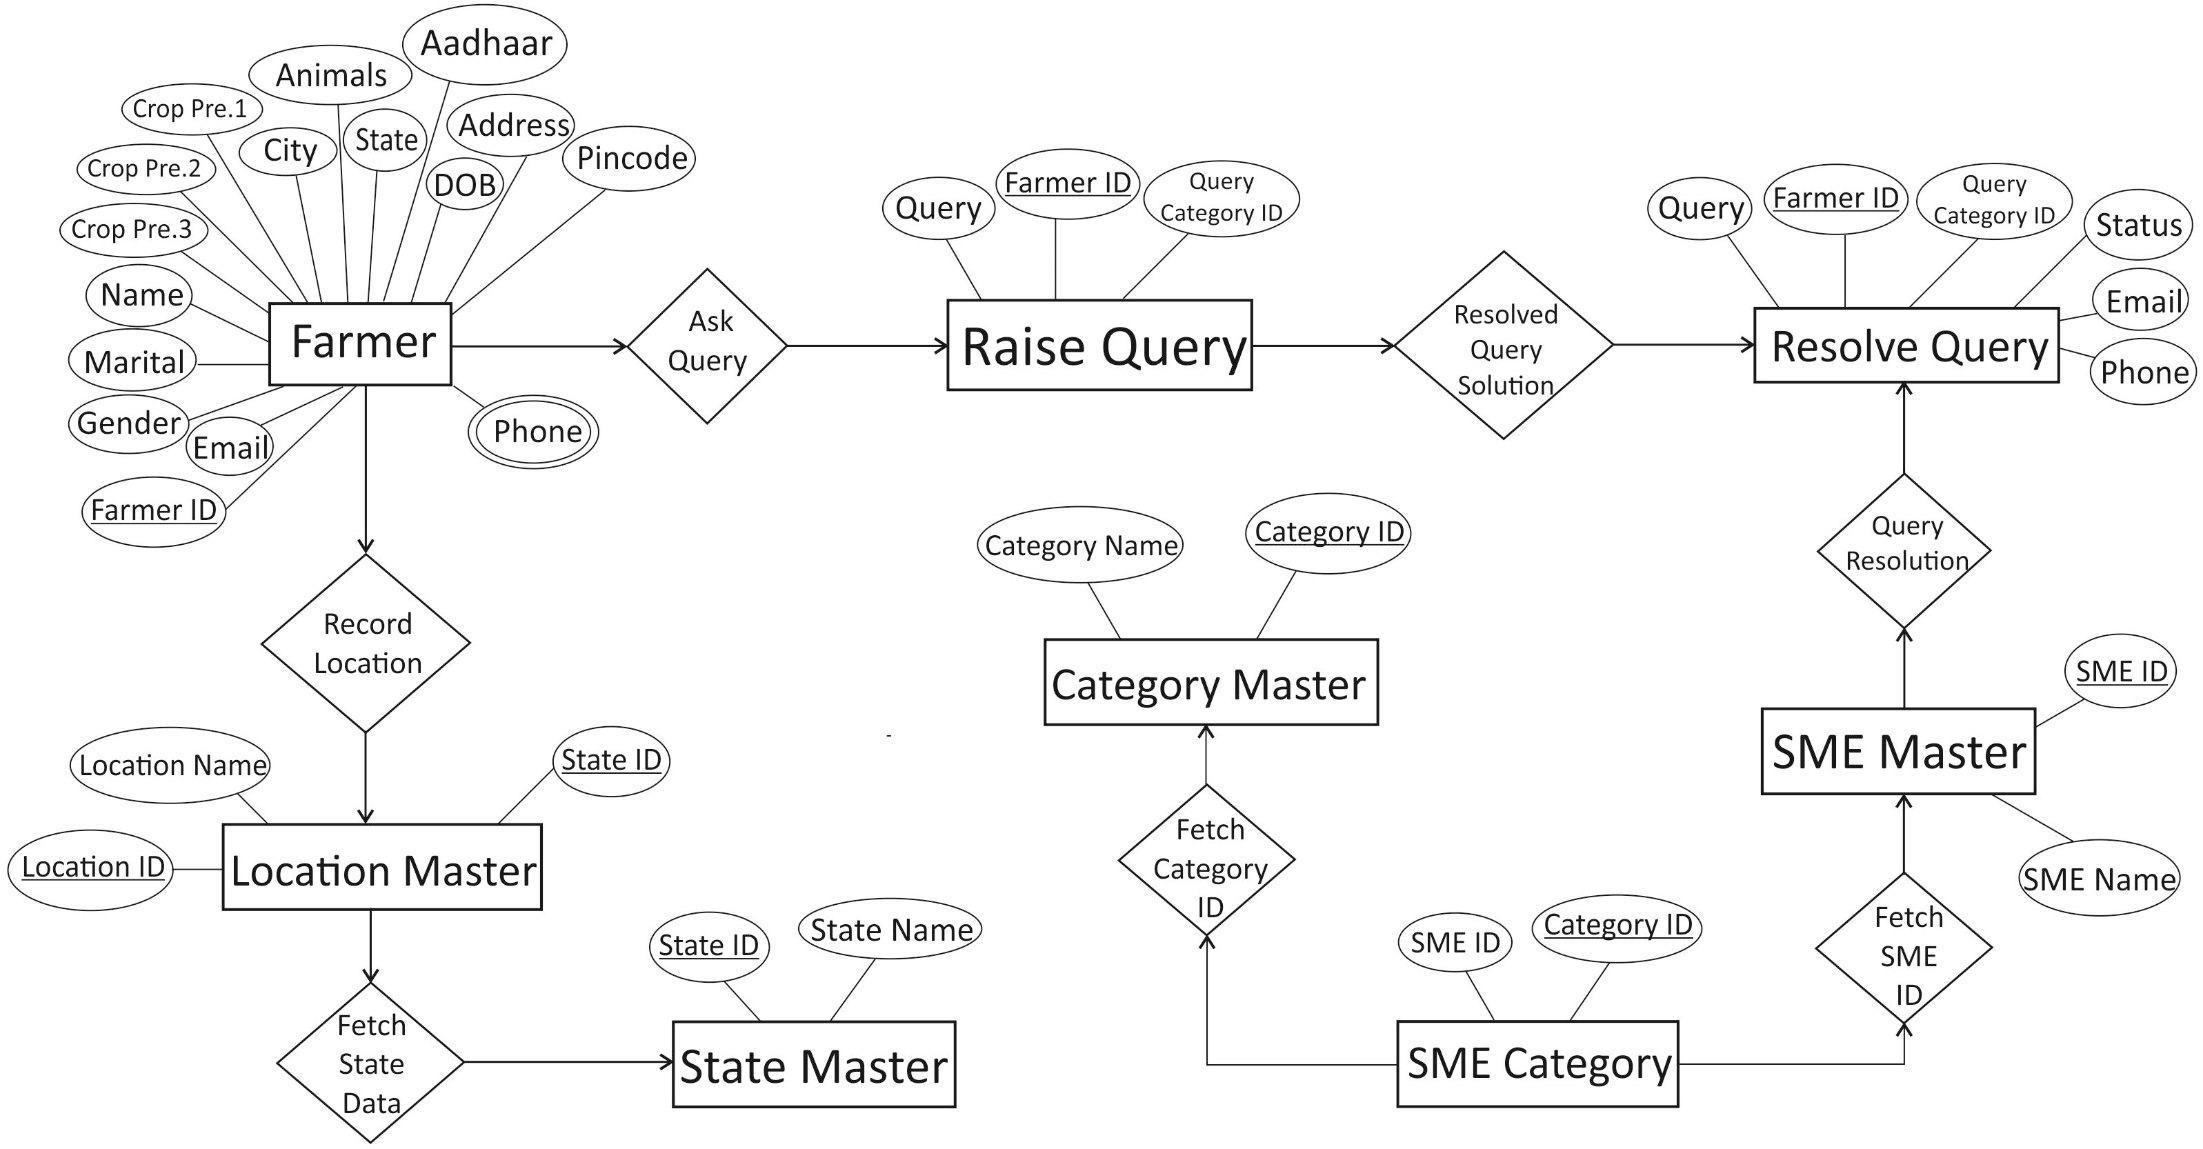 Aadhaar
Animals
Crop Pre.1
City
State
Address
Pincode
Crop Pre.2
DOB
Crop Pre.3
Name
Marital
Gender
Email
Farmer ID
Phone
Farmer
Ask
Query
Query
Farmer ID
Query
Category ID
Raise Query
Resolved
Query
Solution
Query
Farmer ID
Query
Category ID
Status
Email
Phone
Resolve Query
Record
Location
Location Name
State ID
Location ID
Location Master
Fetch
State
Data
State ID
State Name
State Master
Category Name
Category ID
Category Master
Fetch
Category
ID
SME ID
Category ID
SME Category
Query
Resolution
SME ID
SME Master
SME Name
Fetch
SME
ID